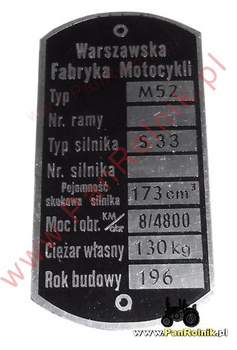 Warszawska
Fabryka Motocykli
Typ M52
Nr. ramy
Typ silnika S.33
Nr. silnika
Pojemność
skokowa silnika 173 cm³
Moc i obr. KM/obr. 8/4800
Ciężar własny 130 kg
Rok budowy 196
www.PanRolnik.pl
www.PanRolnik.pl